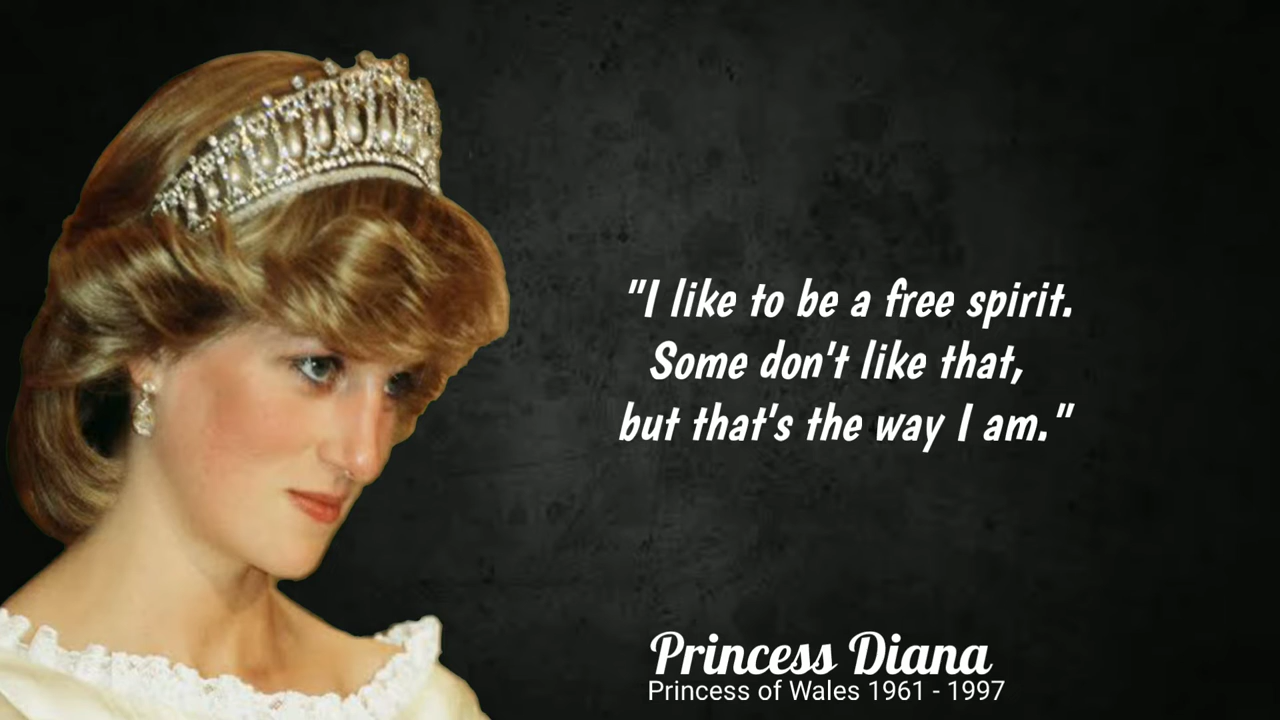 "I like to be a free spirit.
Some don't like that,
but that's the way I am."
Princess Diana
Princess of Wales 1961 - 1997